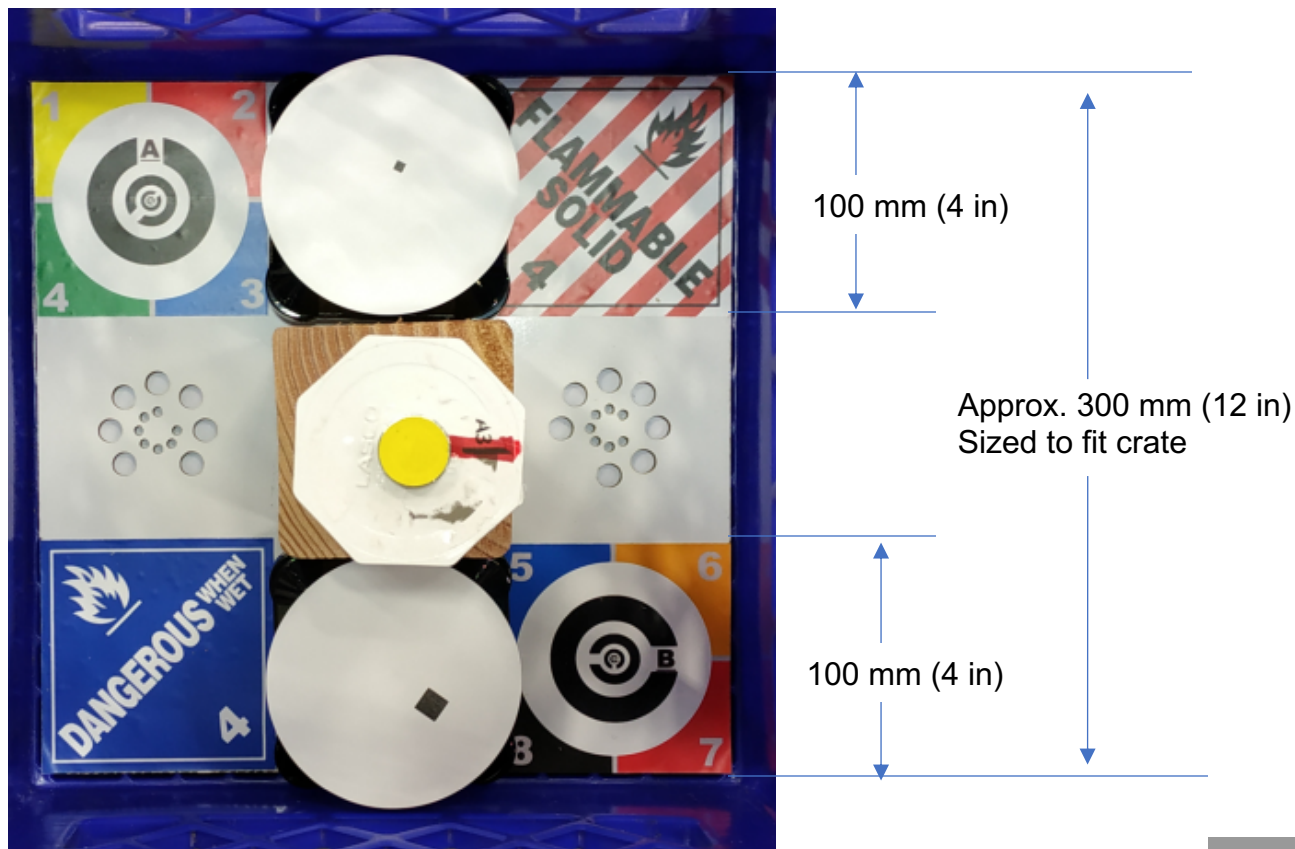 1
2
A
4
3
FLAMMABLE
SOLID
4
100 mm (4 in)
Approx. 300 mm (12 in)
Sized to fit crate
LASCO
A3
DANGEROUS
WHEN
WET
4
5
6
B
8
7
100 mm (4 in)